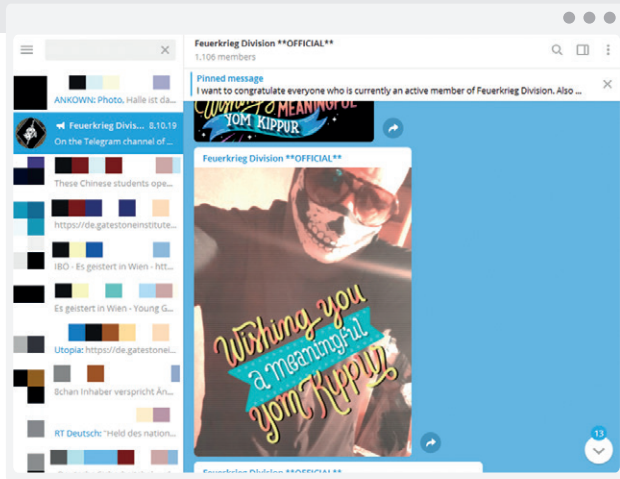 Feuerkrieg Division **OFFICIAL**
1.106 members
Pinned message
I want to congratulate everyone who is currently an active member of Feuerkrieg Division. Also ...
ANKOWN: Photo, Halle ist da...
Feuerkrieg Divis... 8.10.19
On the Telegram channel of ...
These Chinese students ope...
https://de.gatestoneinstitute...
IBÖ - Es geistert in Wien - htt...
Es geistert in Wien - Young G...
Utopia: https://de.gatestonei...
8chan Inhaber verspricht Än...
RT Deutsch: "Held des nation...
Wishing you
MEANINGFUL
YOM KIPPUR
Feuerkrieg Division **OFFICIAL**
Wishing you
a meaningful
Yom Kippur
13
Feuerkrieg Division **OFFICIAL**